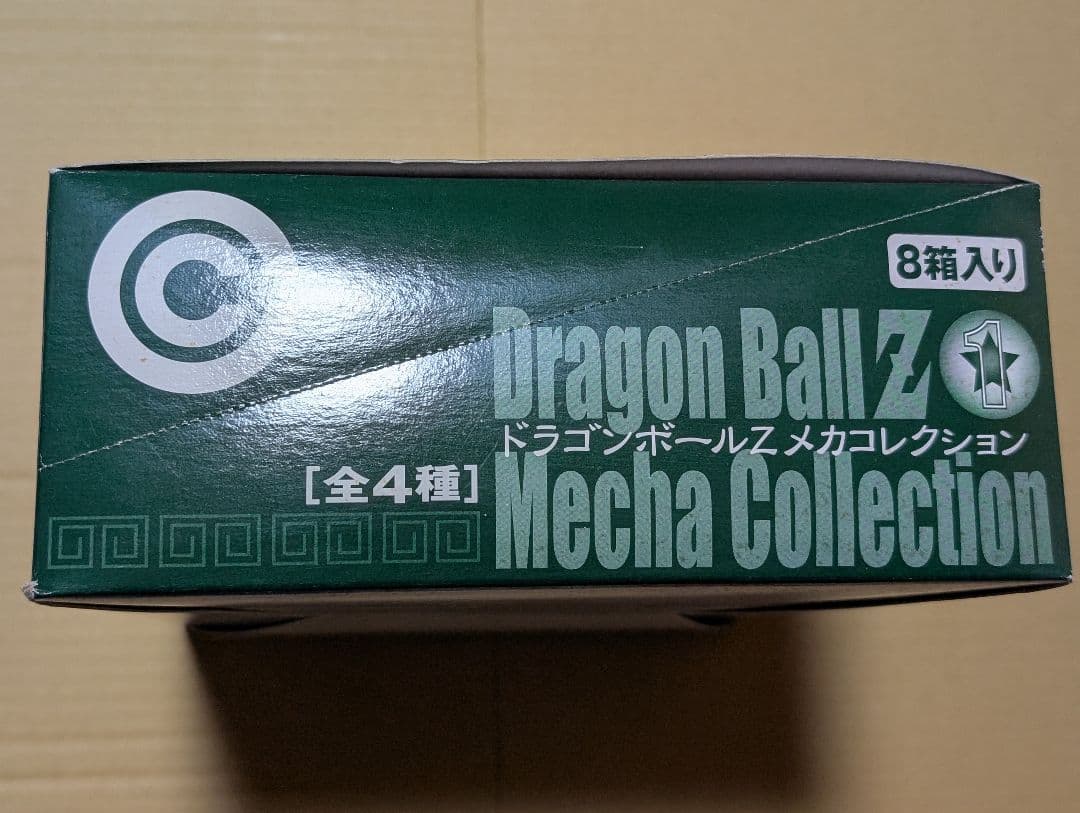 8箱入り
Dragon Ball Z 1
ドラゴンボールZ メカコレクション
[全4種]
Mecha Collection